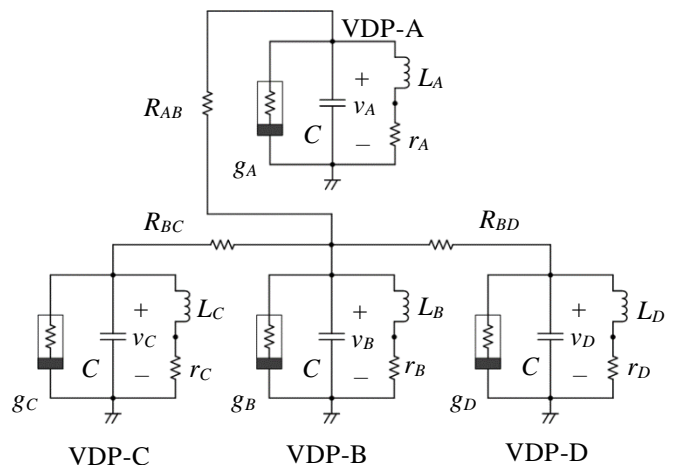 VDP-A
+
L_A
R_AB
v_A
C
r_A
−
g_A
R_BC
R_BD
+
L_C
+
L_B
+
L_D
v_C
v_B
v_D
C
r_C
C
r_B
C
r_D
−
−
−
g_C
g_B
g_D
VDP-C
VDP-B
VDP-D